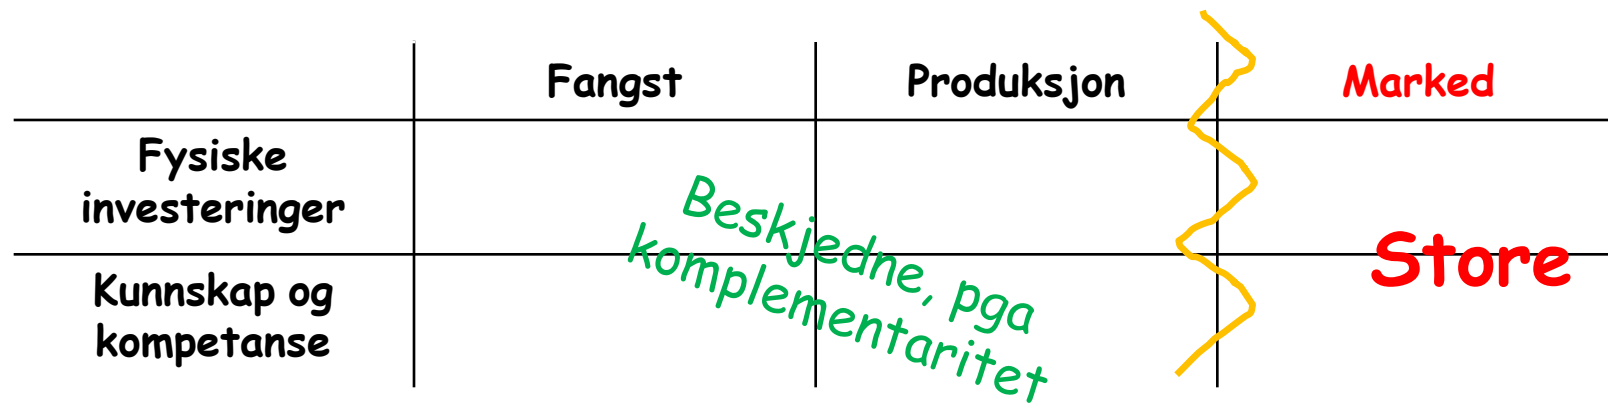 Fangst
Produksjon
Marked
Fysiske
investeringer
Beskjedne, pga
komplementaritet
Store
Kunnskap og
kompetanse